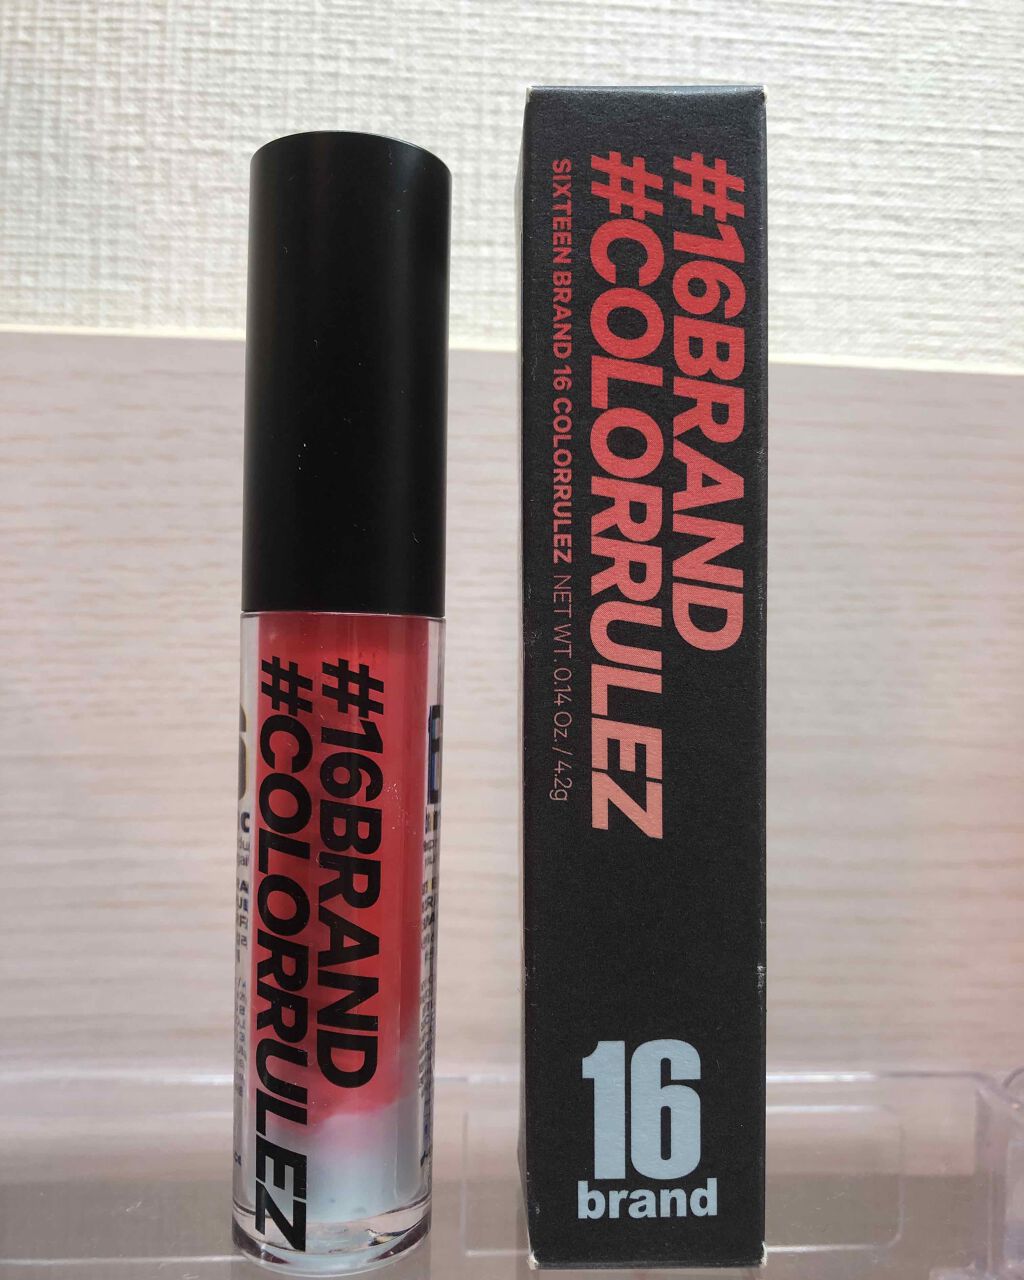 #16BRAND
#COLORRULEZ
#16BRAND
#COLORRULEZ
SIXTEEN BRAND 16 COLORRULEZ NET WT. 0.14 Oz. / 4.2g
16
brand